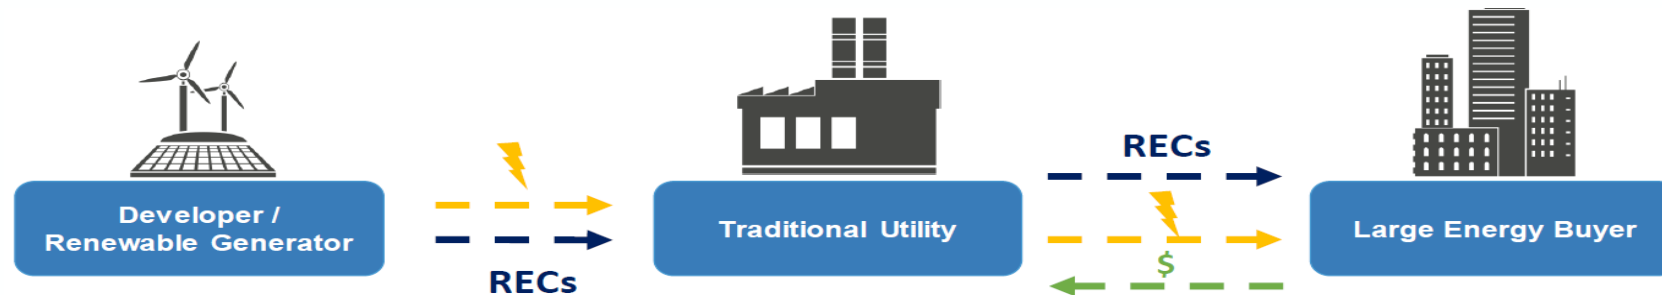 Developer /
Renewable Generator
RECs
Traditional Utility
RECs
$
Large Energy Buyer